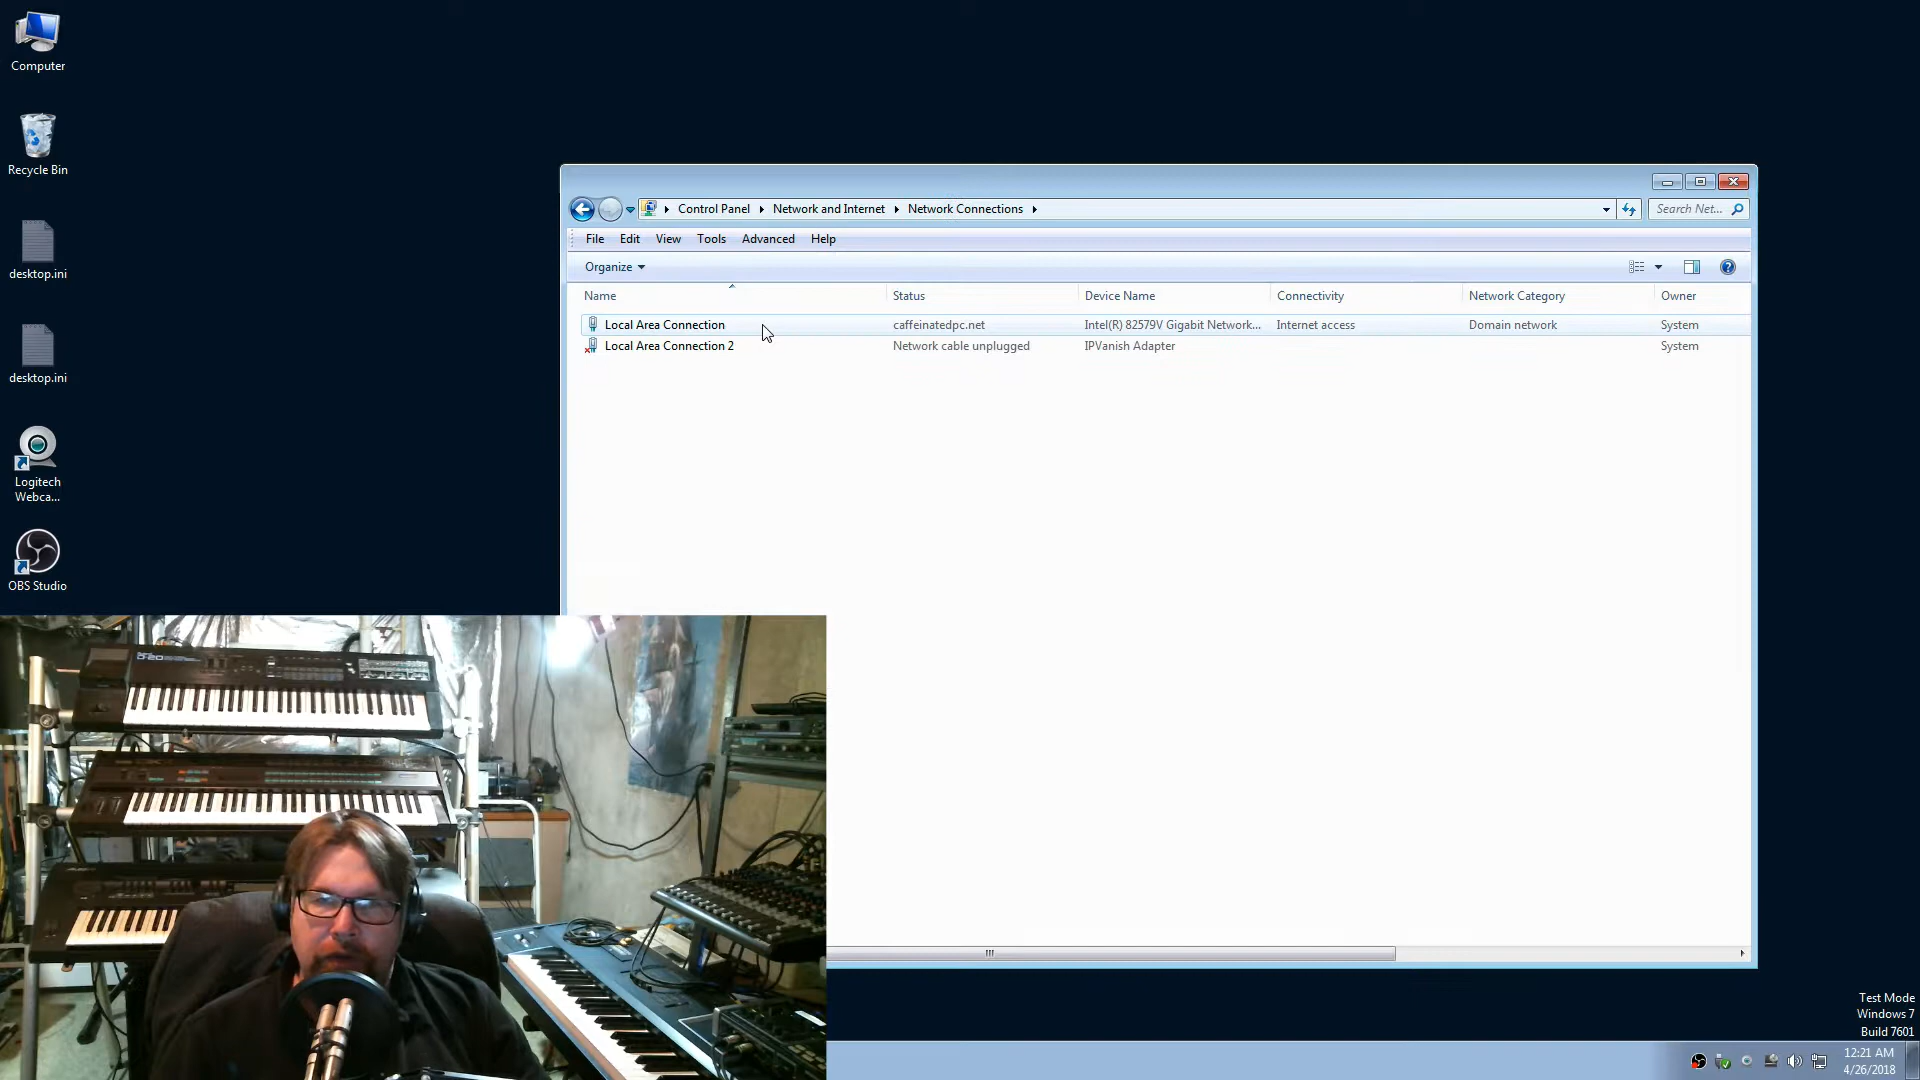 Computer
Recycle Bin
desktop.ini
desktop.ini
Logitech
Webca...
OBS Studio
Control Panel
Network and Internet
Network Connections
Search Net...
File Edit View Tools Advanced Help
Organize
Name Status Device Name Connectivity Network Category Owner
Local Area Connection caffeinatedpc.net Intel(R) 82579V Gigabit Network... Internet access Domain network System
Local Area Connection 2 Network cable unplugged IPVanish Adapter System
D-20
Test Mode
Windows 7
Build 7601
12:21 AM
4/26/2018